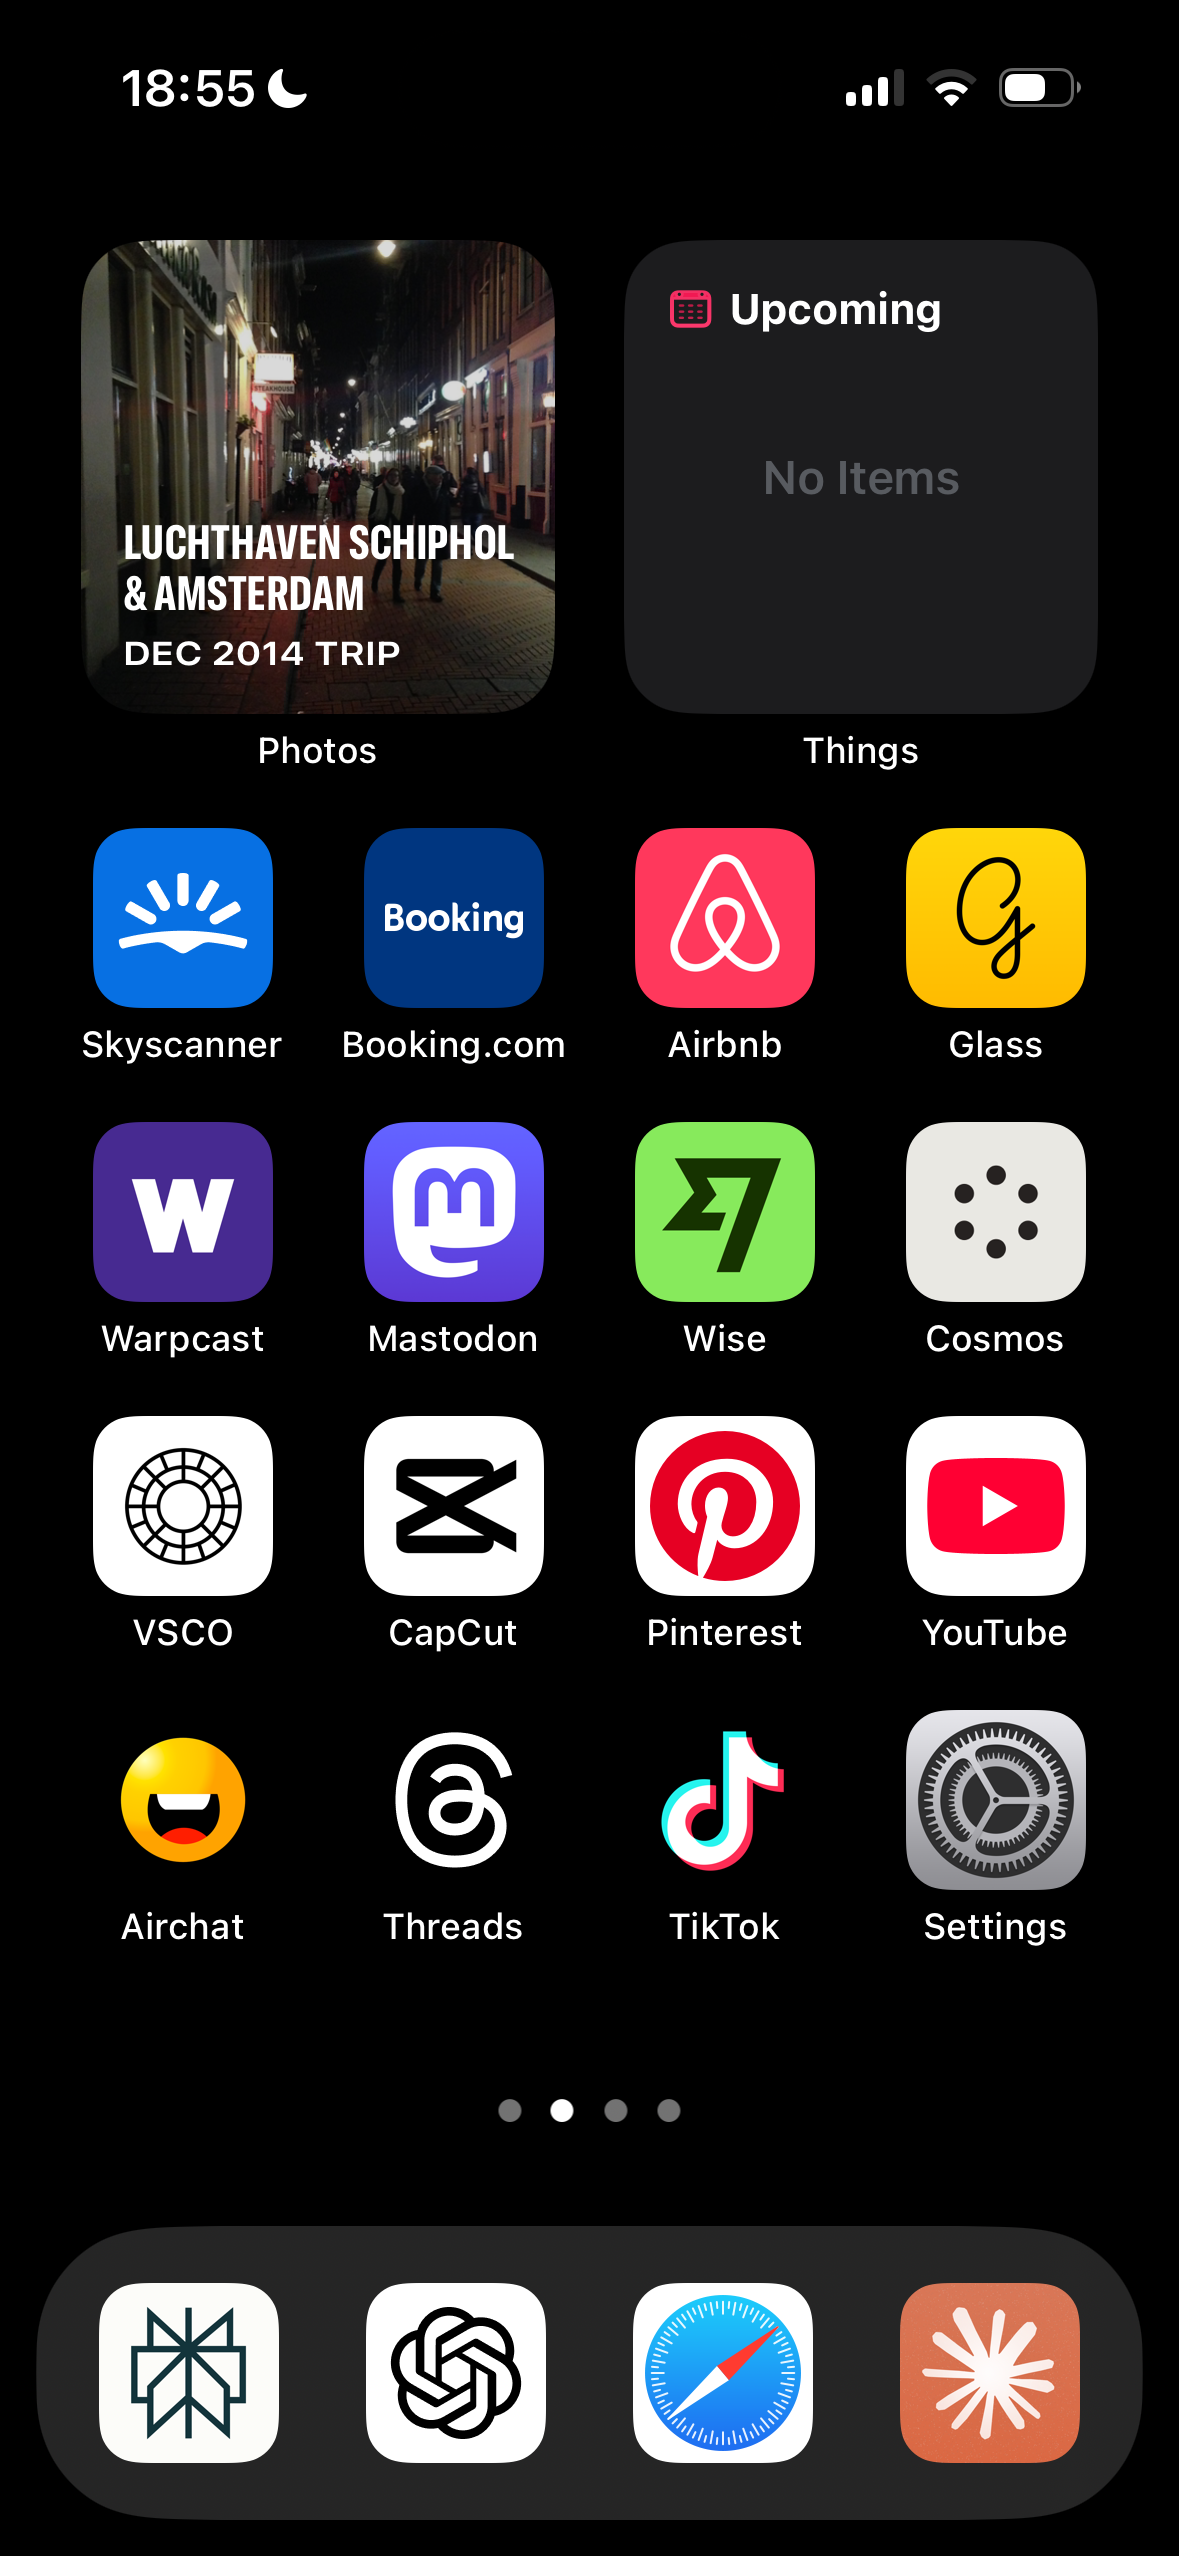 18:55
Upcoming
No Items
STEAKHOUSE
LUCHTHAVEN SCHIPHOL
& AMSTERDAM
DEC 2014 TRIP
Photos
Things
Booking
Skyscanner
Booking.com
Airbnb
Glass
Warpcast
Mastodon
Wise
Cosmos
VSCO
CapCut
Pinterest
YouTube
Airchat
Threads
TikTok
Settings